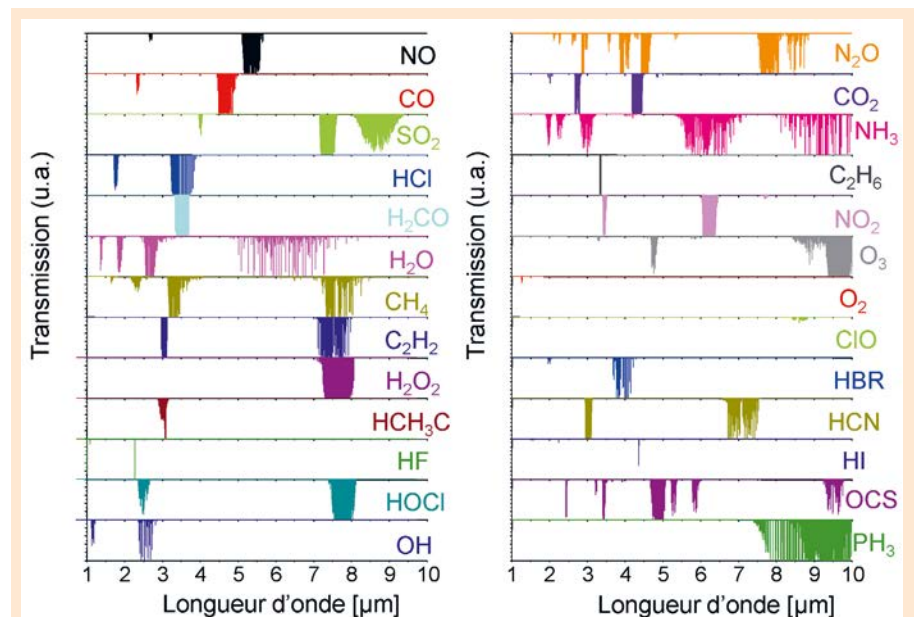 Transmission (u.a.)
NO
CO
SO₂
HCl
H₂CO
H₂O
CH₄
C₂H₂
H₂O₂
HCH₃C
HF
HOCl
OH
1 2 3 4 5 6 7 8 9 10
Longueur d'onde [µm]
Transmission (u.a.)
N₂O
CO₂
NH₃
C₂H₆
NO₂
O₃
O₂
ClO
HBR
HCN
HI
OCS
PH₃
1 2 3 4 5 6 7 8 9 10
Longueur d'onde [µm]